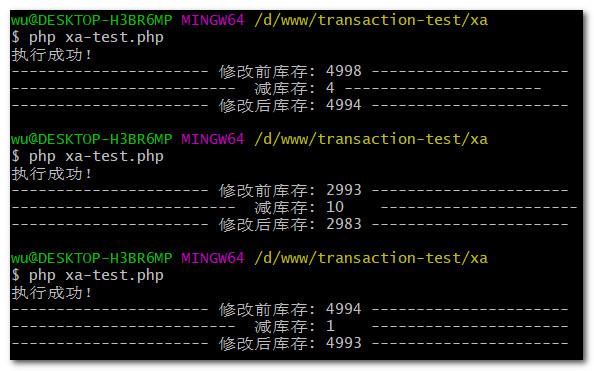 wu@DESKTOP-H3BR6MP MINGW64 /d/www/transaction-test/xa
$ php xa-test.php
执行成功!
---------------------- 修改前库存: 4998 ----------------------
-------------------------  减库存: 4 ----------------------
---------------------- 修改后库存: 4994 ----------------------
wu@DESKTOP-H3BR6MP MINGW64 /d/www/transaction-test/xa
$ php xa-test.php
执行成功!
---------------------- 修改前库存: 2993 ----------------------
-------------------------  减库存: 10    ----------------------
---------------------- 修改后库存: 2983 ----------------------
wu@DESKTOP-H3BR6MP MINGW64 /d/www/transaction-test/xa
$ php xa-test.php
执行成功!
---------------------- 修改前库存: 4994 ----------------------
-------------------------  减库存: 1    ----------------------
---------------------- 修改后库存: 4993 ----------------------